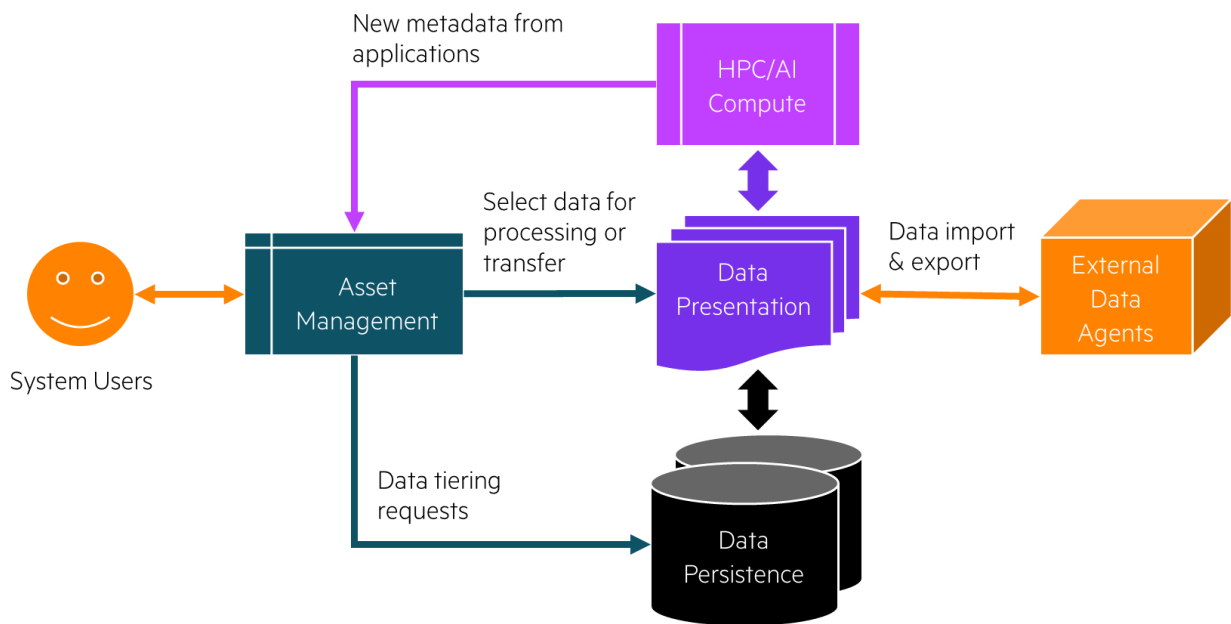 New metadata from
applications
HPC/AI
Compute
Select data for
processing or
transfer
Data import
& export
Asset
Management
Data
Presentation
External
Data
Agents
System Users
Data tiering
requests
Data
Persistence